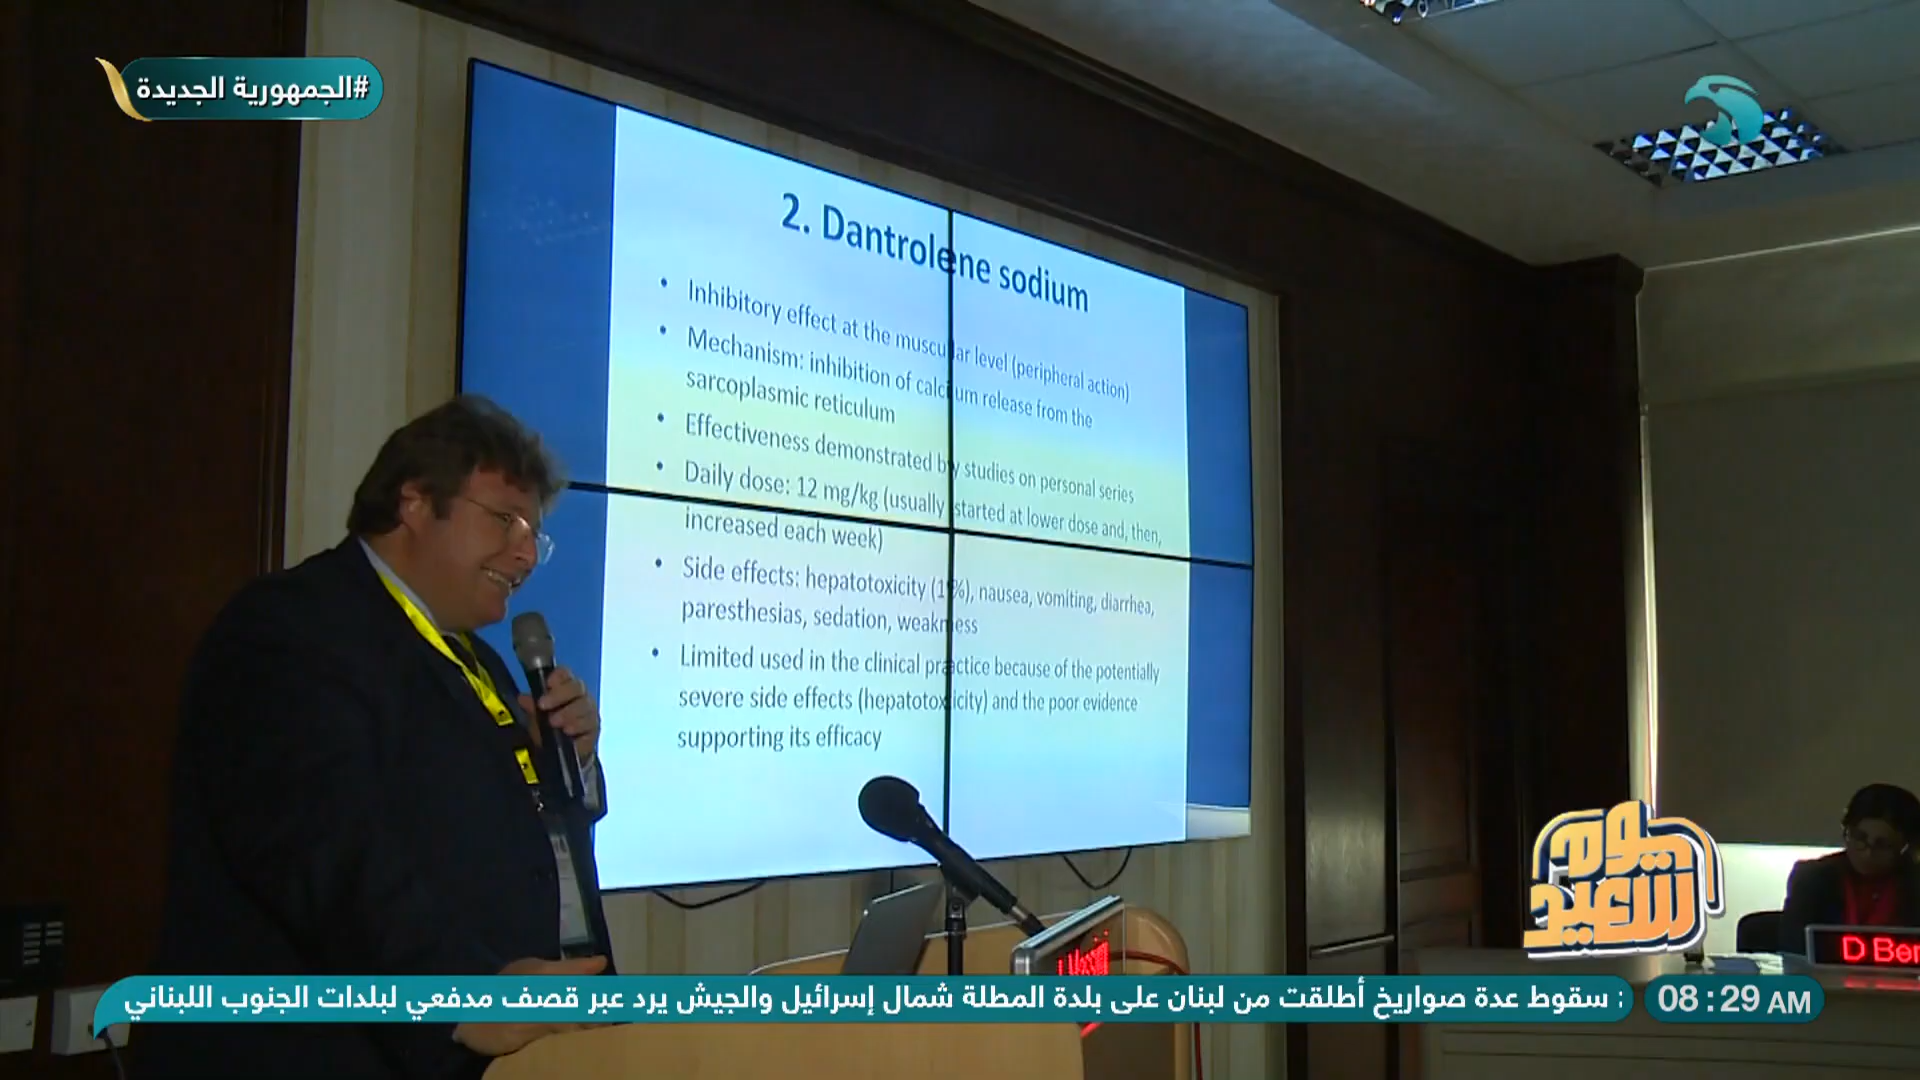 #الجمهورية الجديدة
2. Dantrolene sodium
• Inhibitory effect at the muscular level (peripheral action)
• Mechanism: inhibition of calcium release from the
sarcoplasmic reticulum
• Effectiveness demonstrated by studies on personal series
• Daily dose: 12 mg/kg (usually started at lower dose and, then,
increased each week)
• Side effects: hepatotoxicity (1%), nausea, vomiting, diarrhea,
paresthesias, sedation, weakness
• Limited used in the clinical practice because of the potentially
severe side effects (hepatotoxicity) and the poor evidence
supporting its efficacy
يوم
سعيد
D Ber
: سقوط عدة صواريخ أطلقت من لبنان على بلدة المطلة شمال إسرائيل والجيش يرد عبر قصف مدفعي لبلدات الجنوب اللبناني
08:29 AM